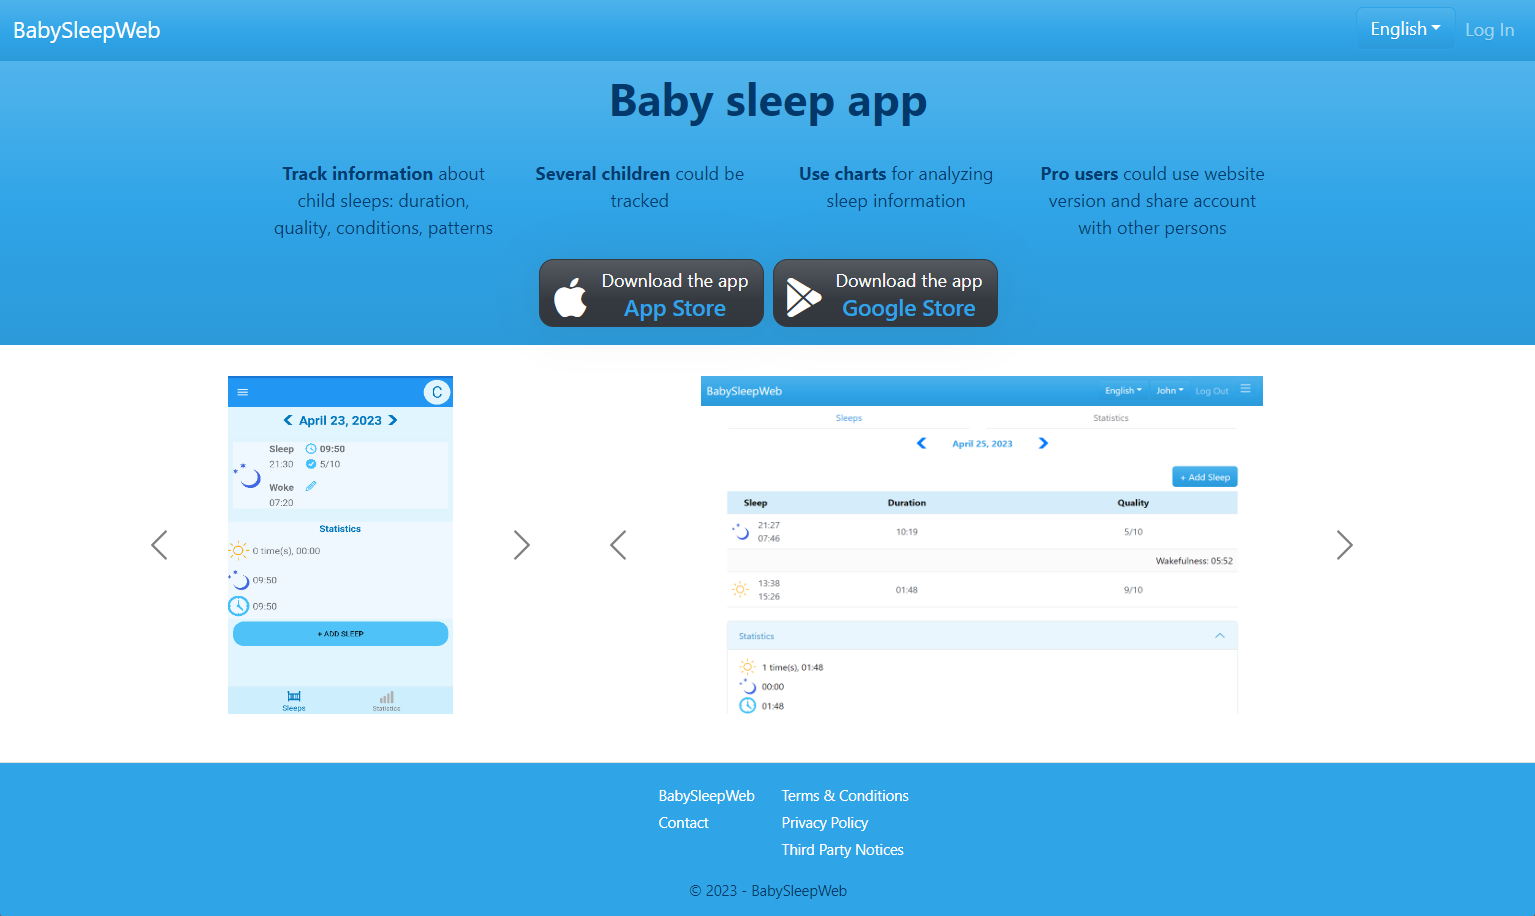 BabySleepWeb
English
Log In
Baby sleep app
Track information about
child sleeps: duration,
quality, conditions, patterns
Several children could be
tracked
Use charts for analyzing
sleep information
Pro users could use website
version and share account
with other persons
Download the app
App Store
Download the app
Google Store
C
April 23, 2023
Sleep 09:50
21:30 5/10
Woke
07:20
Statistics
0 time(s), 00:00
09:50
09:50
+ ADD SLEEP
Sleeps Statistics
BabySleepWeb English John Log Out
Sleeps Statistics
April 25, 2023
+ Add Sleep
Sleep Duration Quality
21:27
07:46
10:19 5/10
Wakefulness: 05:52
13:38
15:26
01:48 9/10
Statistics
1 time(s), 01:48
00:00
01:48
BabySleepWeb
Contact
Terms & Conditions
Privacy Policy
Third Party Notices
© 2023 - BabySleepWeb